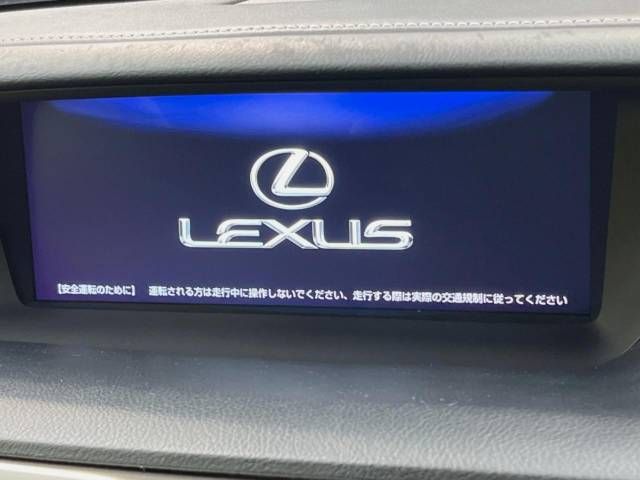 LEXUS
【安全運転のために】 運転される方は走行中に操作しないでください、走行する際は実際の交通規制に従ってください